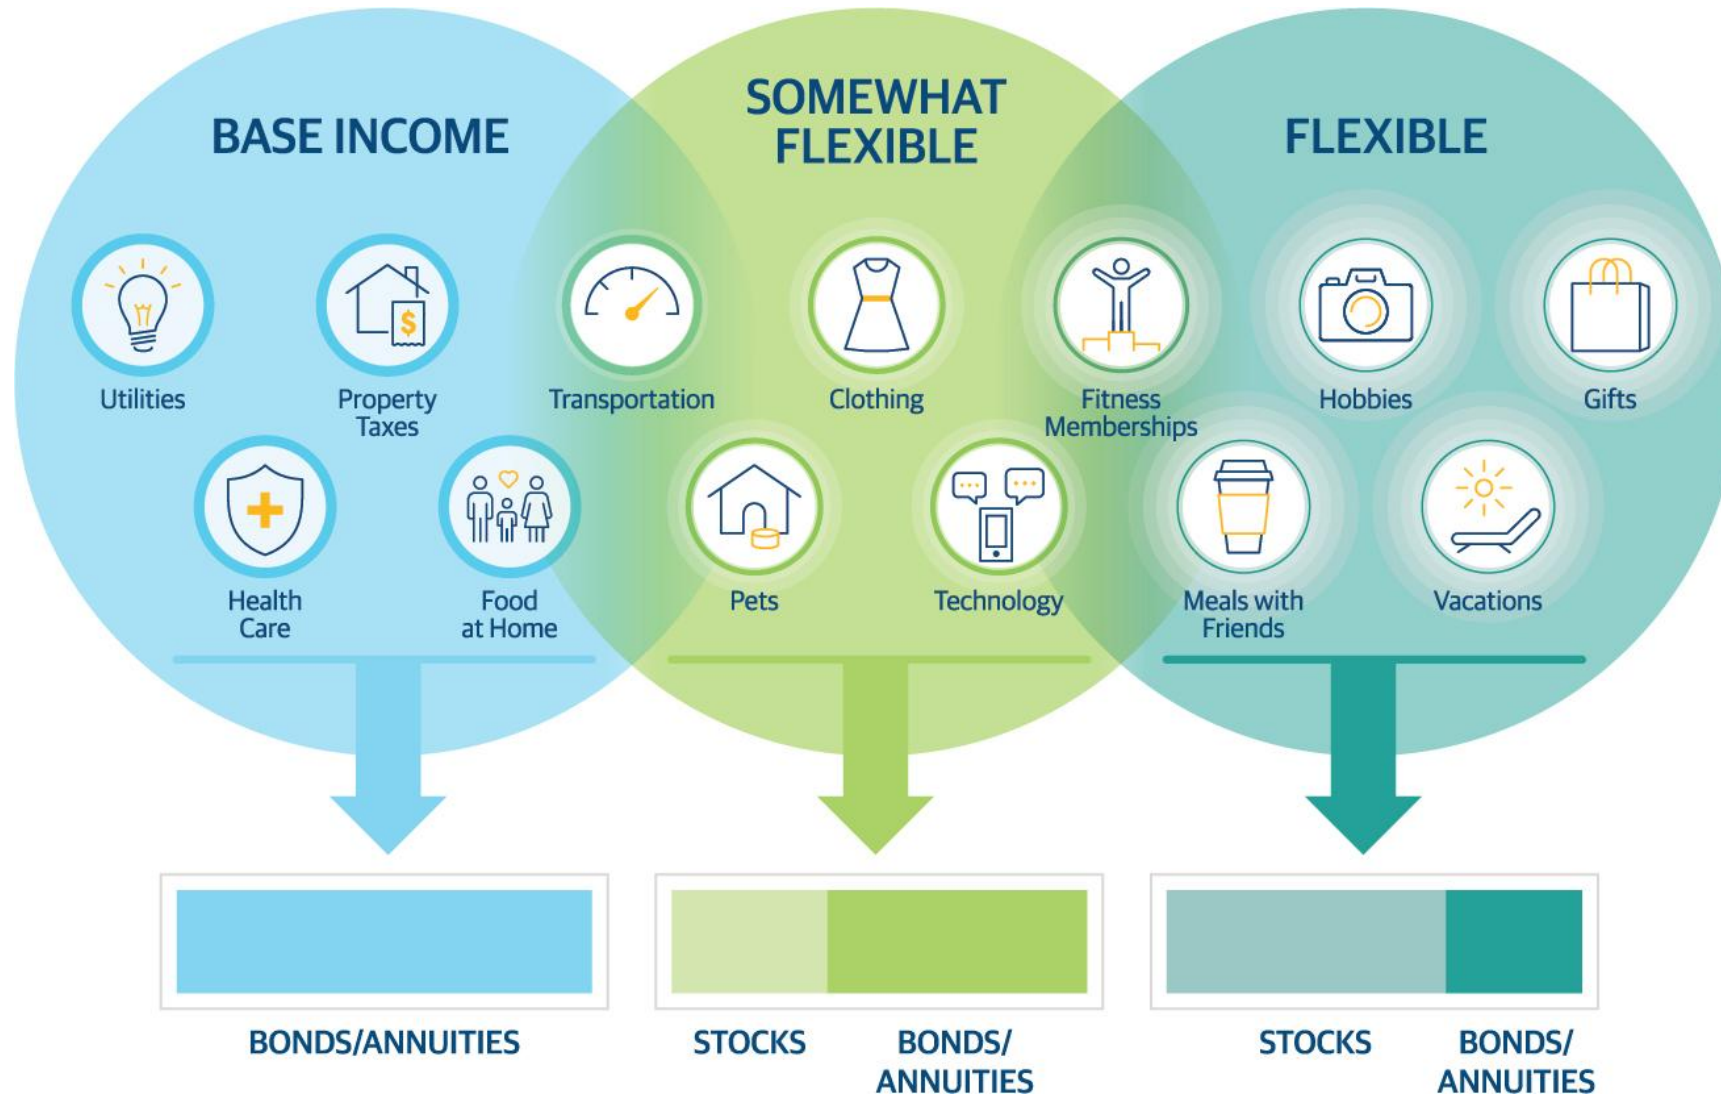 BASE INCOME
SOMEWHAT
FLEXIBLE
FLEXIBLE
Utilities
Property
Taxes
Transportation
Clothing
Fitness
Memberships
Hobbies
Gifts
Health
Care
Food
at Home
Pets
Technology
Meals with
Friends
Vacations
BONDS/ANNUITIES
STOCKS
BONDS/
ANNUITIES
STOCKS
BONDS/
ANNUITIES